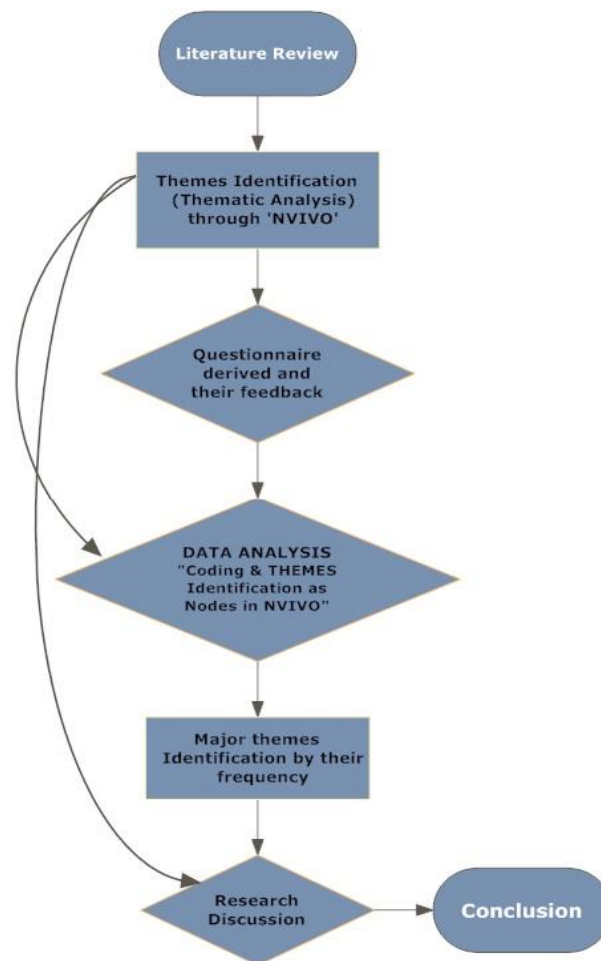 Literature Review
Themes Identification
(Thematic Analysis)
through 'NVIVO'
Questionnaire
derived and
their feedback
DATA ANALYSIS
"Coding & THEMES
Identification as
Nodes in NVIVO"
Major themes
Identification by their
frequency
Research
Discussion
Conclusion